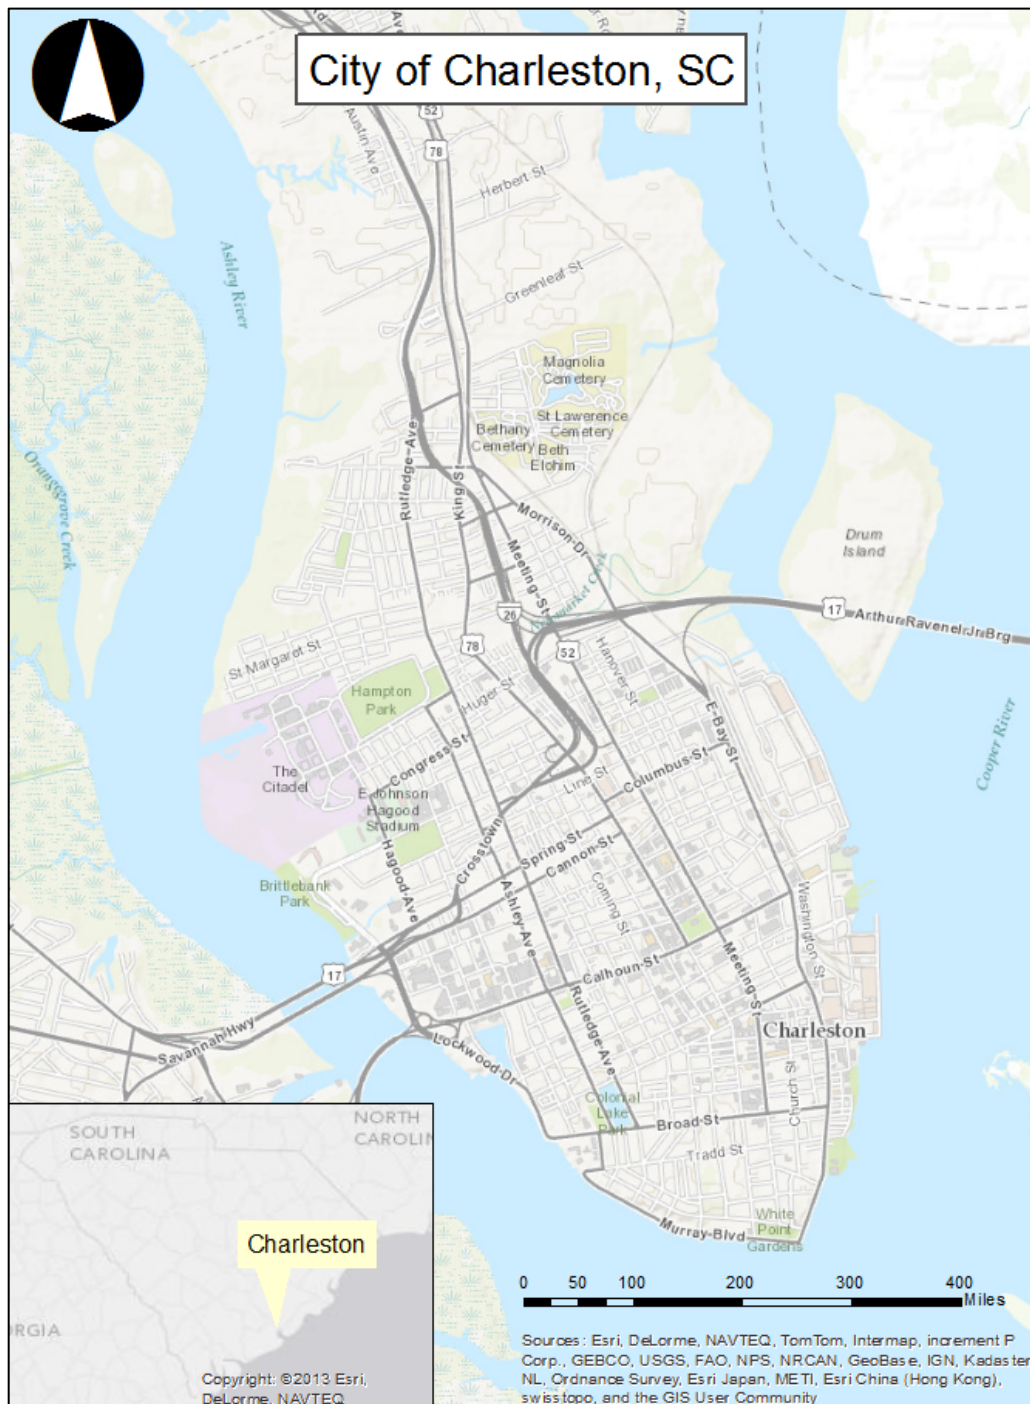 City of Charleston, SC
52
78
Austin Ave
Herbert St
Ashley River
Greenleaf St
Magnolia
Cemetery
St Lawerence
Cemetery
Bethany
Cemetery
Beth
Elohim
Rutledge-Ave
King-St
Orangegrove Creek
Morrison-Dr
Drum
Island
Meeting-St
Newmarket Creek
26
17
Arthur Ravenel Jr Brg
78
52
Hanover St
St Margaret St
Hampton
Park
Huger St
E-Bay-St
Cooper River
Congress-St
Columbus-St
The
Citadel
Line St
E Johnson
Hagood
Stadium
Crosstown
Spring-St
Cannon-St
Hagood-Ave
Brittlebank
Park
Ashley-Ave
Coming St
Washington St
17
Calhoun-St
Meeting-St
Rutledge-Ave
Charleston
Savannah Hwy
Lockwood-Dr
Church St
Colonial
Lake
Park
Broad-St
Tradd St
White
Point
Gardens
Murray-Blvd
SOUTH
CAROLINA
NORTH
CAROLIN
Charleston
RGIA
Copyright: ©2013 Esri,
DeLorme, NAVTEQ
0 50 100 200 300 400
Miles
Sources: Esri, DeLorme, NAVTEQ, TomTom, Intermap, increment P
Corp., GEBCO, USGS, FAO, NPS, NRCAN, GeoBase, IGN, Kadaster
NL, Ordnance Survey, Esri Japan, METI, Esri China (Hong Kong),
swisstopo, and the GIS User Community